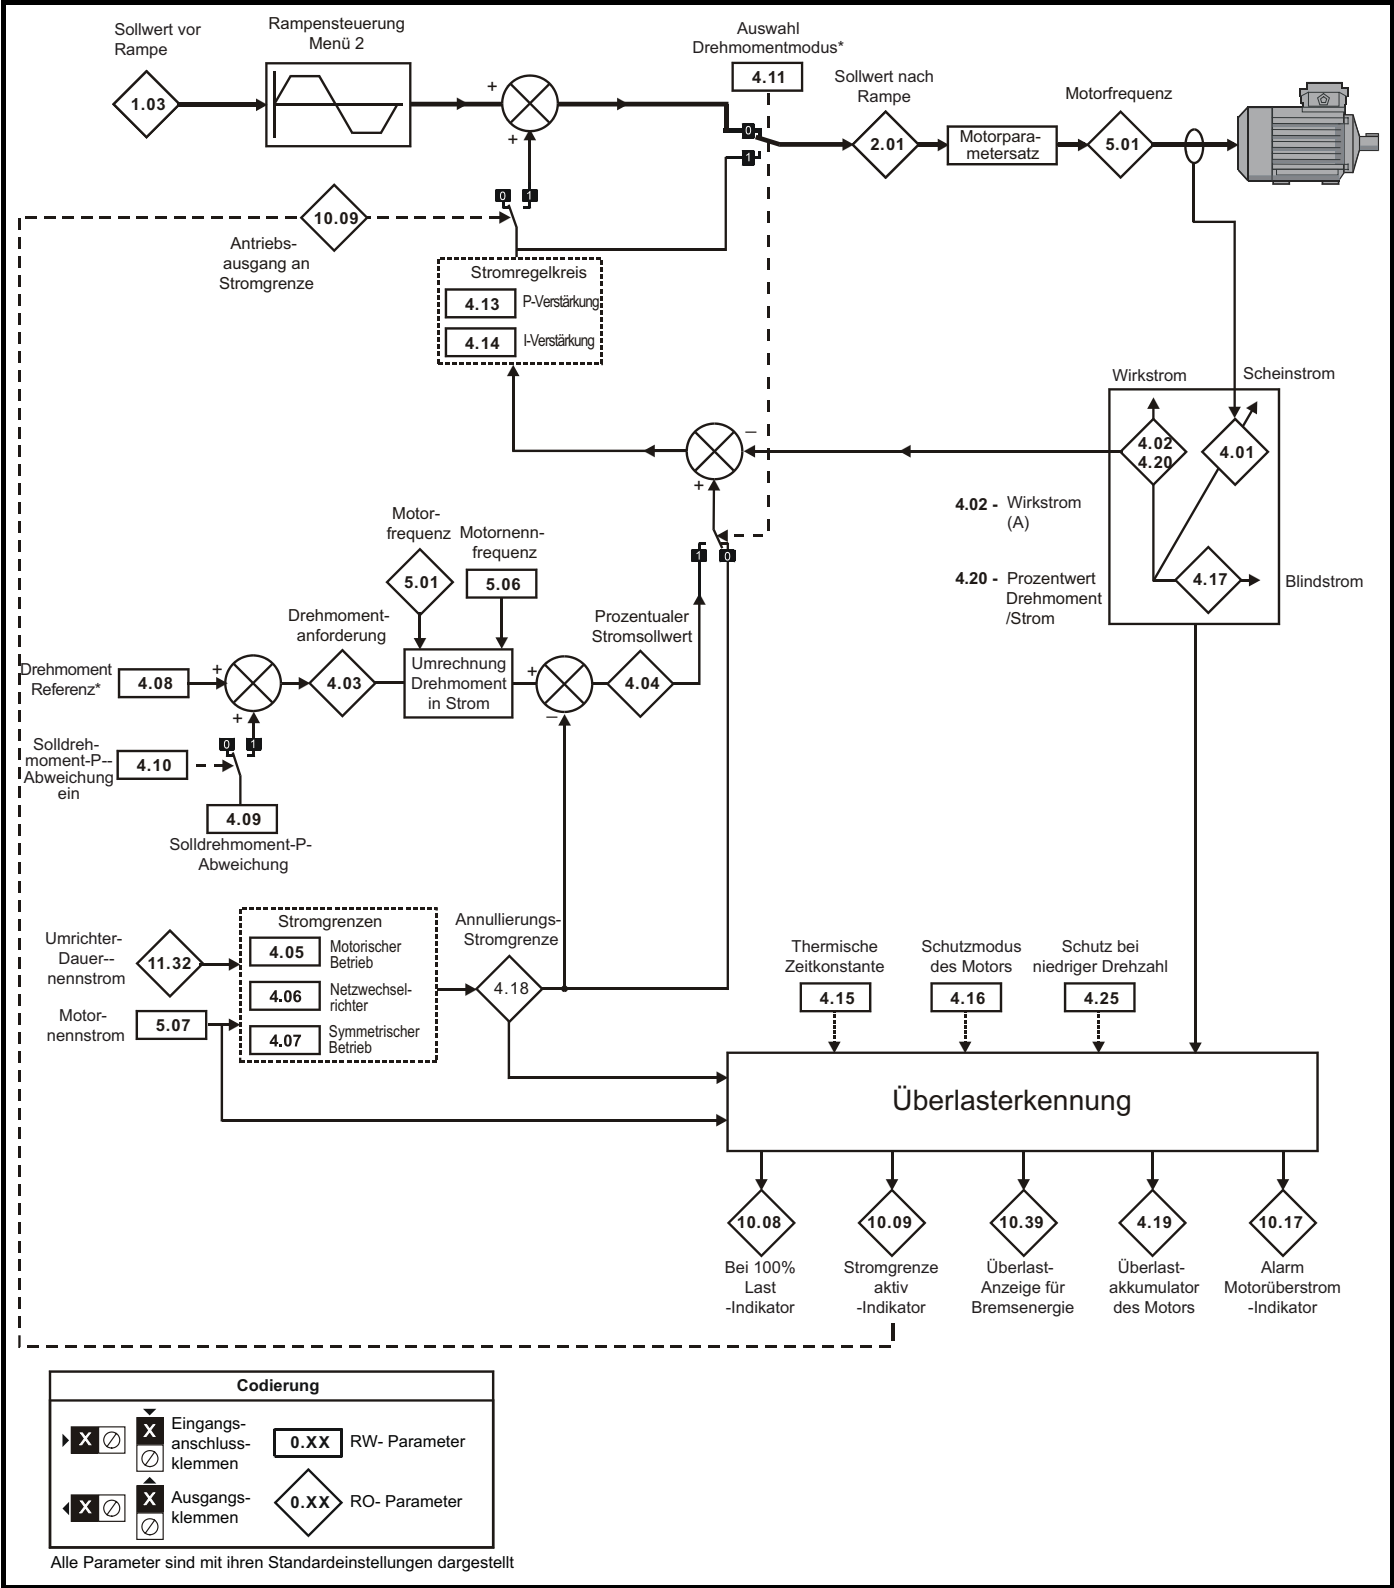 Sollwert vor
Rampe
1.03
Rampensteuerung
Menü 2
+
+
Auswahl
Drehmomentmodus*
4.11
0
1
Sollwert nach
Rampe
2.01
Motorpara-
metersatz
Motorfrequenz
5.01
10.09
Antriebs-
ausgang an
Stromgrenze
0
1
Stromregelkreis
4.13
P-Verstärkung
4.14
I-Verstärkung
Wirkstrom
Scheinstrom
4.02
4.20
4.01
4.17
Blindstrom
4.02 - Wirkstrom
(A)
4.20 - Prozentwert
Drehmoment
/Strom
–
+
1
0
Motor-
frequenz
5.01
Motornenn-
frequenz
5.06
Drehmoment-
anforderung
4.03
Umrechnung
Drehmoment
in Strom
Prozentualer
Stromsollwert
4.04
+
–
Drehmoment
Referenz*
4.08
+
+
0
1
Solldreh-
moment-P--
Abweichung
ein
4.10
4.09
Solldrehmoment-P-
Abweichung
Umrichter-
Dauer--
nennstrom
11.32
Motor-
nennstrom
5.07
Stromgrenzen
4.05
Motorischer
Betrieb
4.06
Netzwechsel-
richter
4.07
Symmetrischer
Betrieb
Annullierungs-
Stromgrenze
4.18
Thermische
Zeitkonstante
4.15
Schutzmodus
des Motors
4.16
Schutz bei
niedriger Drehzahl
4.25
Überlasterkennung
10.08
Bei 100%
Last
-Indikator
10.09
Stromgrenze
aktiv
-Indikator
10.39
Überlast-
Anzeige für
Bremsenergie
4.19
Überlast-
akkumulator
des Motors
10.17
Alarm
Motorüberstrom
-Indikator
Codierung
X
X
Eingangs-
anschluss-
klemmen
0.XX
RW- Parameter
X
X
Ausgangs-
klemmen
0.XX
RO- Parameter
Alle Parameter sind mit ihren Standardeinstellungen dargestellt